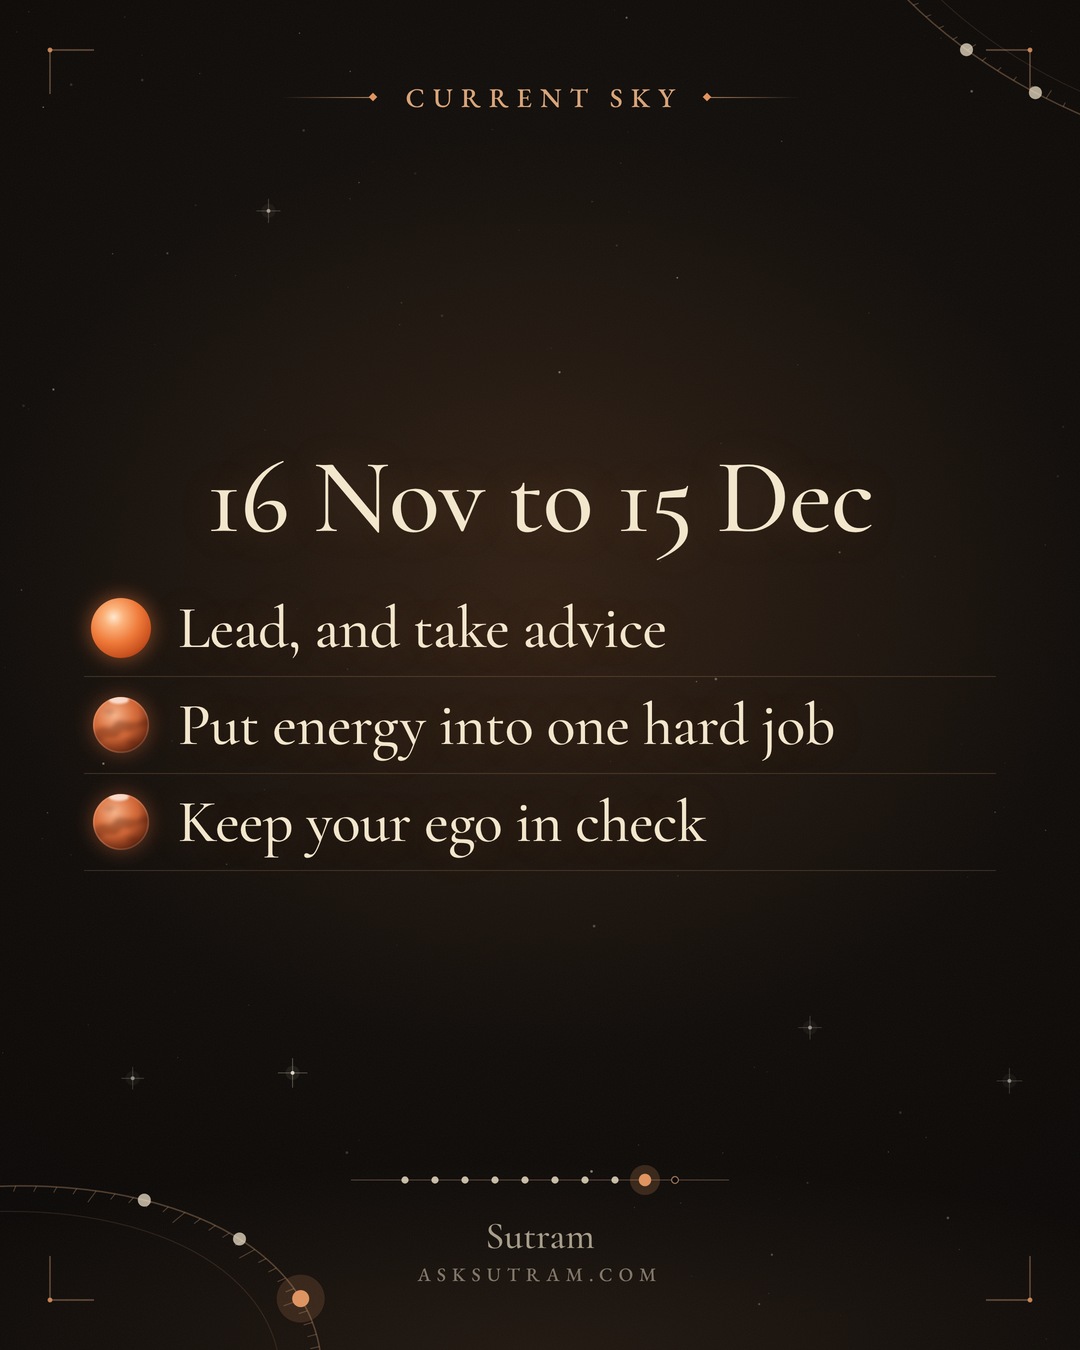 CURRENT SKY
16 Nov to 15 Dec
Lead, and take advice
Put energy into one hard job
Keep your ego in check
Sutram
ASKSUTRAM.COM